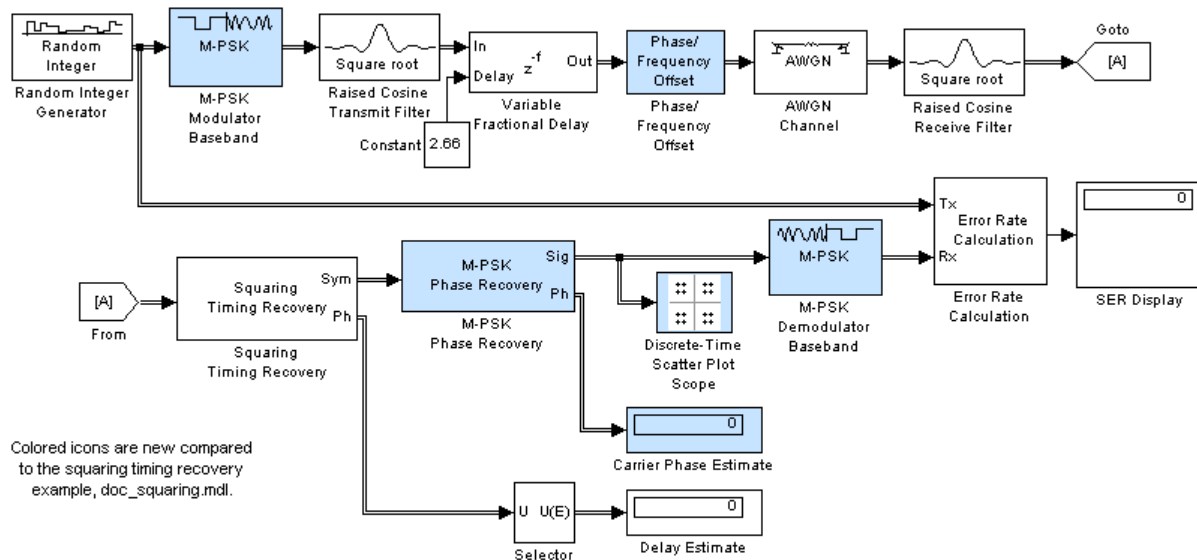 Random
Integer
Random Integer
Generator
M-PSK
M-PSK
Modulator
Baseband
Square root
Raised Cosine
Transmit Filter
In
Delay
z-f
Out
Variable
Fractional Delay
Constant
2.66
Phase/
Frequency
Offset
Phase/
Frequency
Offset
AWGN
AWGN
Channel
Square root
Raised Cosine
Receive Filter
Goto
[A]
Tx
Rx
Error Rate
Calculation
Error Rate
Calculation
0
SER Display
[A]
From
Squaring
Timing Recovery
Sym
Ph
Squaring
Timing Recovery
M-PSK
Phase Recovery
Sig
Ph
M-PSK
Phase Recovery
Discrete-Time
Scatter Plot
Scope
M-PSK
M-PSK
Demodulator
Baseband
0
Carrier Phase Estimate
Colored icons are new compared
to the squaring timing recovery
example, doc_squaring.mdl.
U U(E)
Selector
0
Delay Estimate